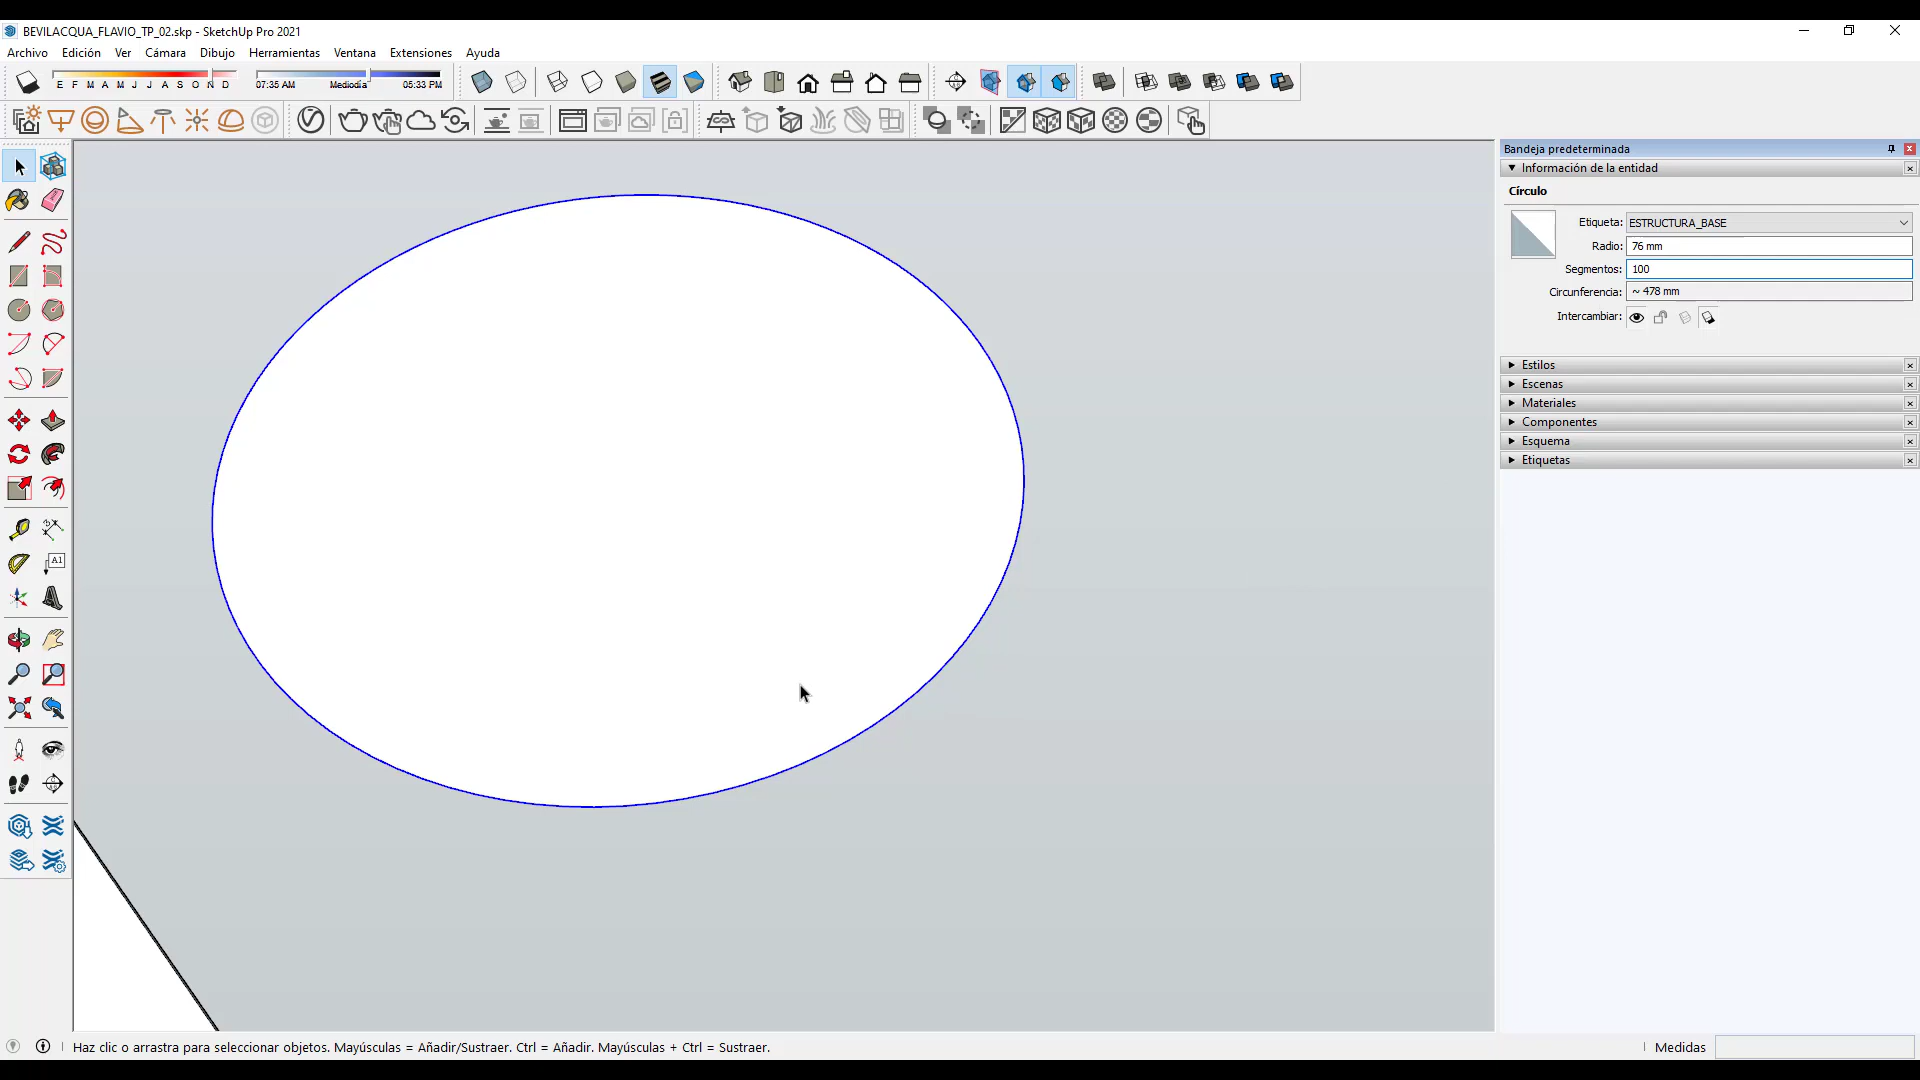 BEVILACQUA_FLAVIO_TP_02.skp - SketchUp Pro 2021
Archivo Edición Ver Cámara Dibujo Herramientas Ventana Extensiones Ayuda
E F M A M J J A S O N D 07:35 AM Mediodía 05:33 PM
Bandeja predeterminada
Información de la entidad
Círculo
Etiqueta: ESTRUCTURA_BASE
Radio: 76 mm
Segmentos: 100
Circunferencia: ~ 478 mm
Intercambiar:
Estilos
Escenas
Materiales
Componentes
Esquema
Etiquetas
A1
Haz clic o arrastra para seleccionar objetos. Mayúsculas = Añadir/Sustraer. Ctrl = Añadir. Mayúsculas + Ctrl = Sustraer.
Medidas